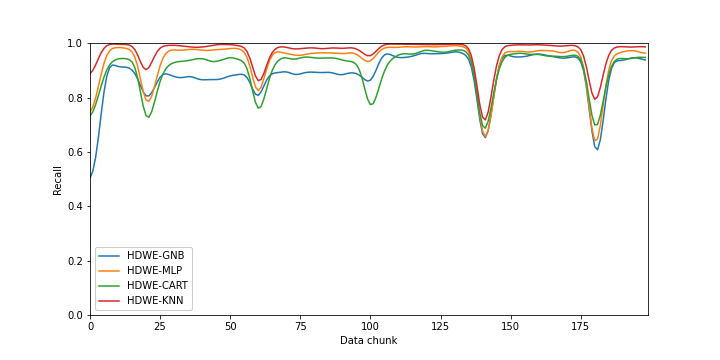 1.0
0.8
0.6
0.4
0.2
0.0
Recall
HDWE-GNB
HDWE-MLP
HDWE-CART
HDWE-KNN
0 25 50 75 100 125 150 175
Data chunk